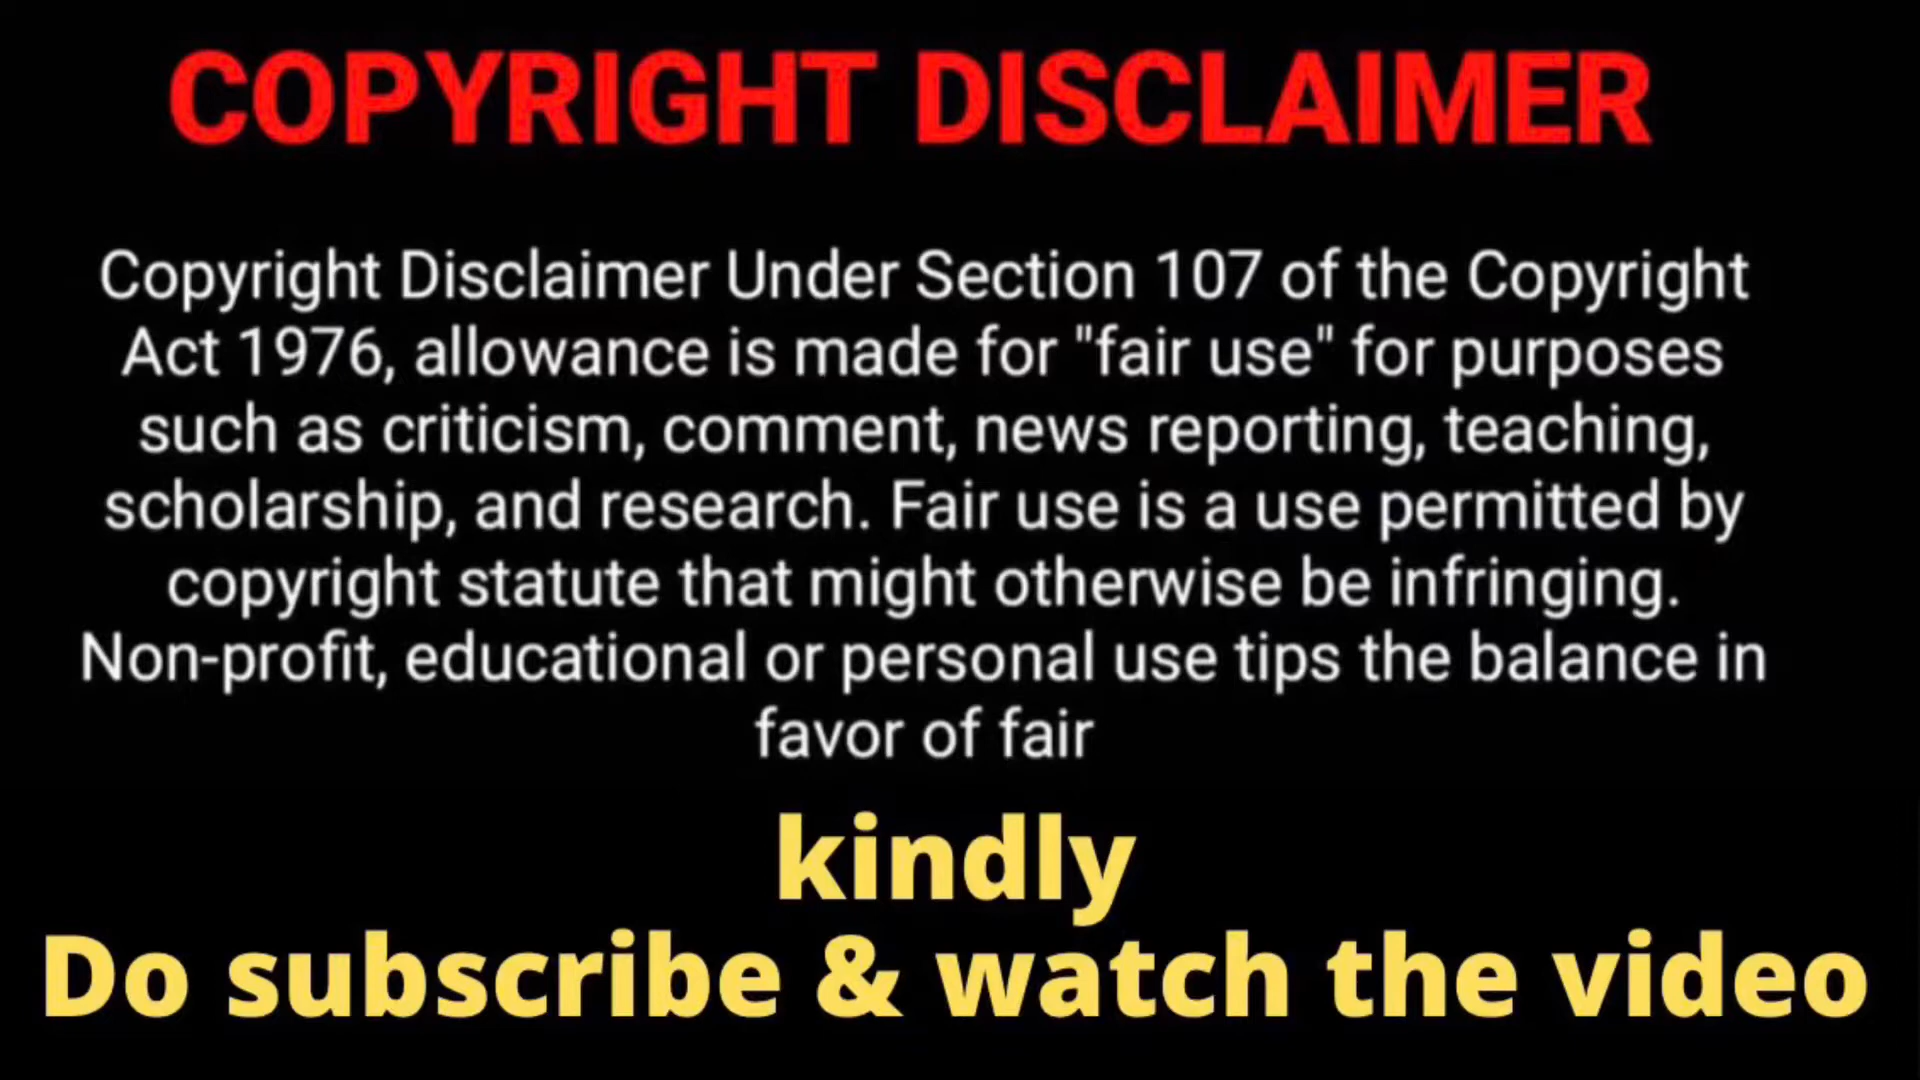 COPYRIGHT DISCLAIMER
Copyright Disclaimer Under Section 107 of the Copyright
Act 1976, allowance is made for "fair use" for purposes
such as criticism, comment, news reporting, teaching,
scholarship, and research. Fair use is a use permitted by
copyright statute that might otherwise be infringing.
Non-profit, educational or personal use tips the balance in
favor of fair
kindly
Do subscribe & watch the video